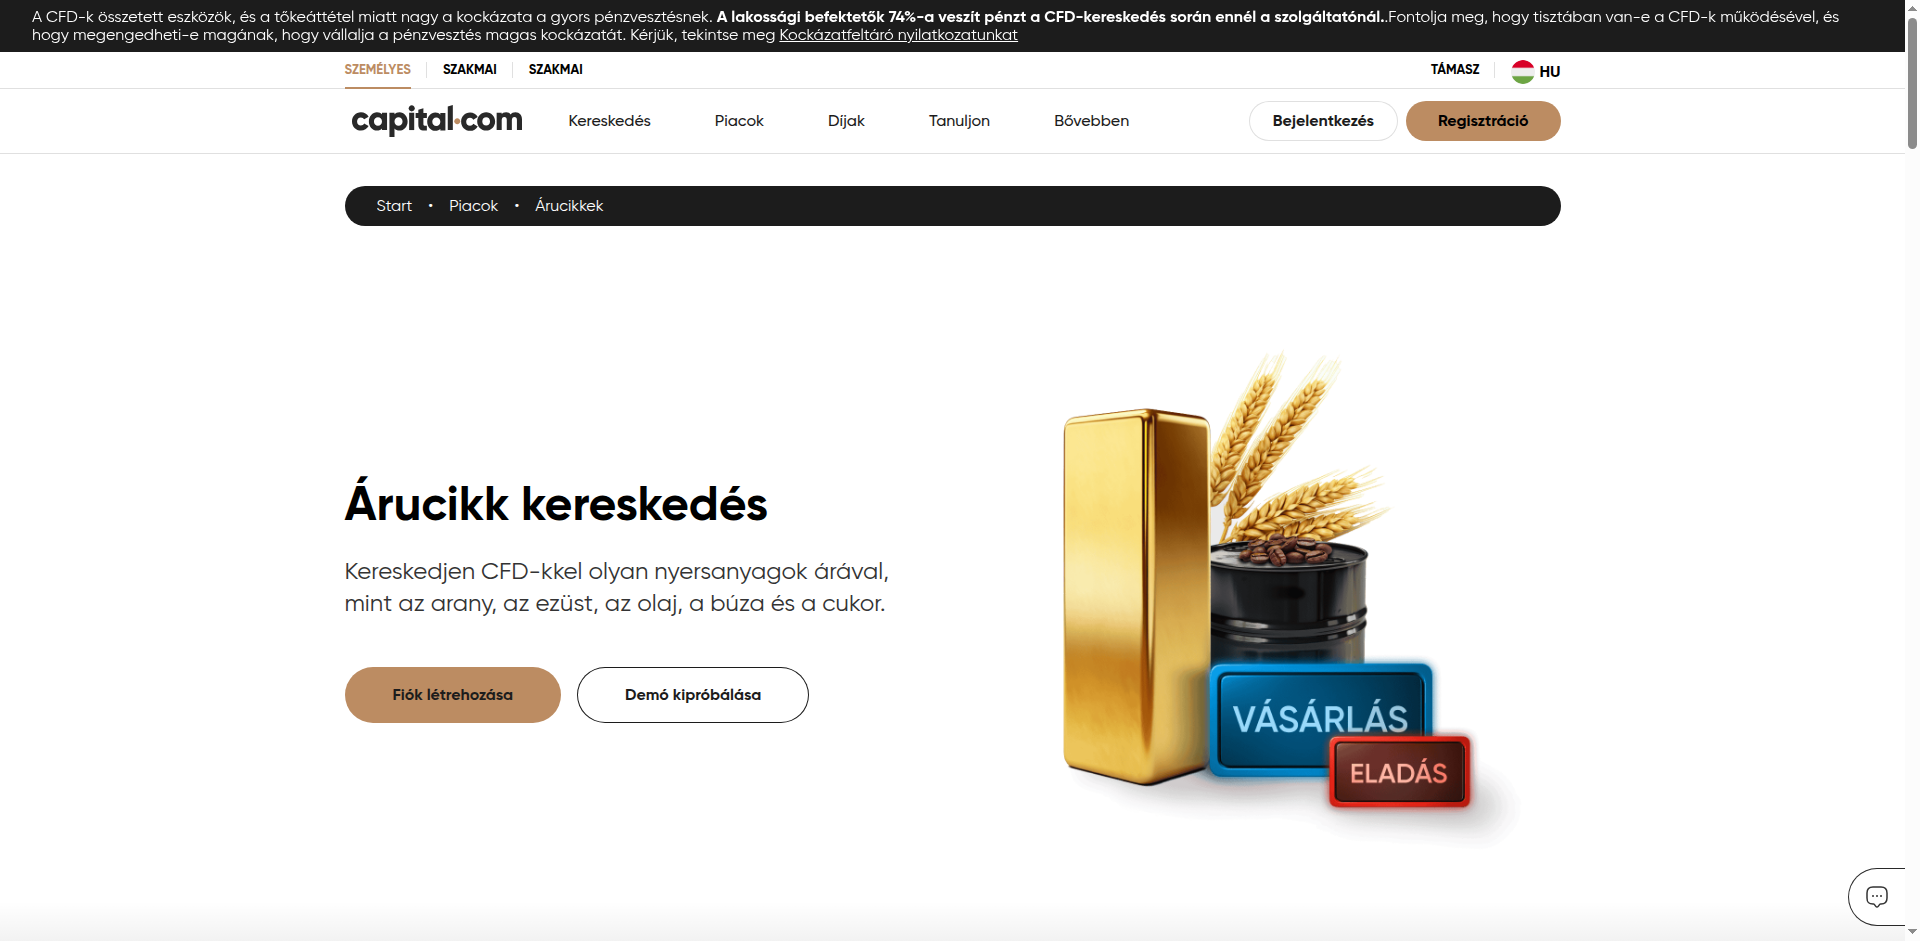 A CFD-k összetett eszközök, és a tőkeáttétel miatt nagy a kockázata a gyors pénzvesztésnek. A lakossági befektetők 74%-a veszít pénzt a CFD-kereskedés során ennél a szolgáltatónál..Fontolja meg, hogy tisztában van-e a CFD-k működésével, és
hogy megengedheti-e magának, hogy vállalja a pénzvesztés magas kockázatát. Kérjük, tekintse meg Kockázatfeltáró nyilatkozatunkat
SZEMÉLYES SZAKMAI SZAKMAI TÁMASZ HU
capital.com Kereskedés Piacok Díjak Tanuljon Bővebben Bejelentkezés Regisztráció
Start • Piacok • Árucikkek
Árucikk kereskedés
Kereskedjen CFD-kkel olyan nyersanyagok árával,
mint az arany, az ezüst, az olaj, a búza és a cukor.
Fiók létrehozása Demó kipróbálása
VÁSÁRLÁS
ELADÁS